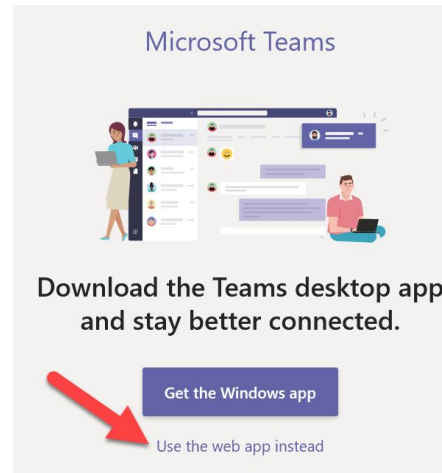 Microsoft Teams
Download the Teams desktop app
and stay better connected.
Get the Windows app
Use the web app instead